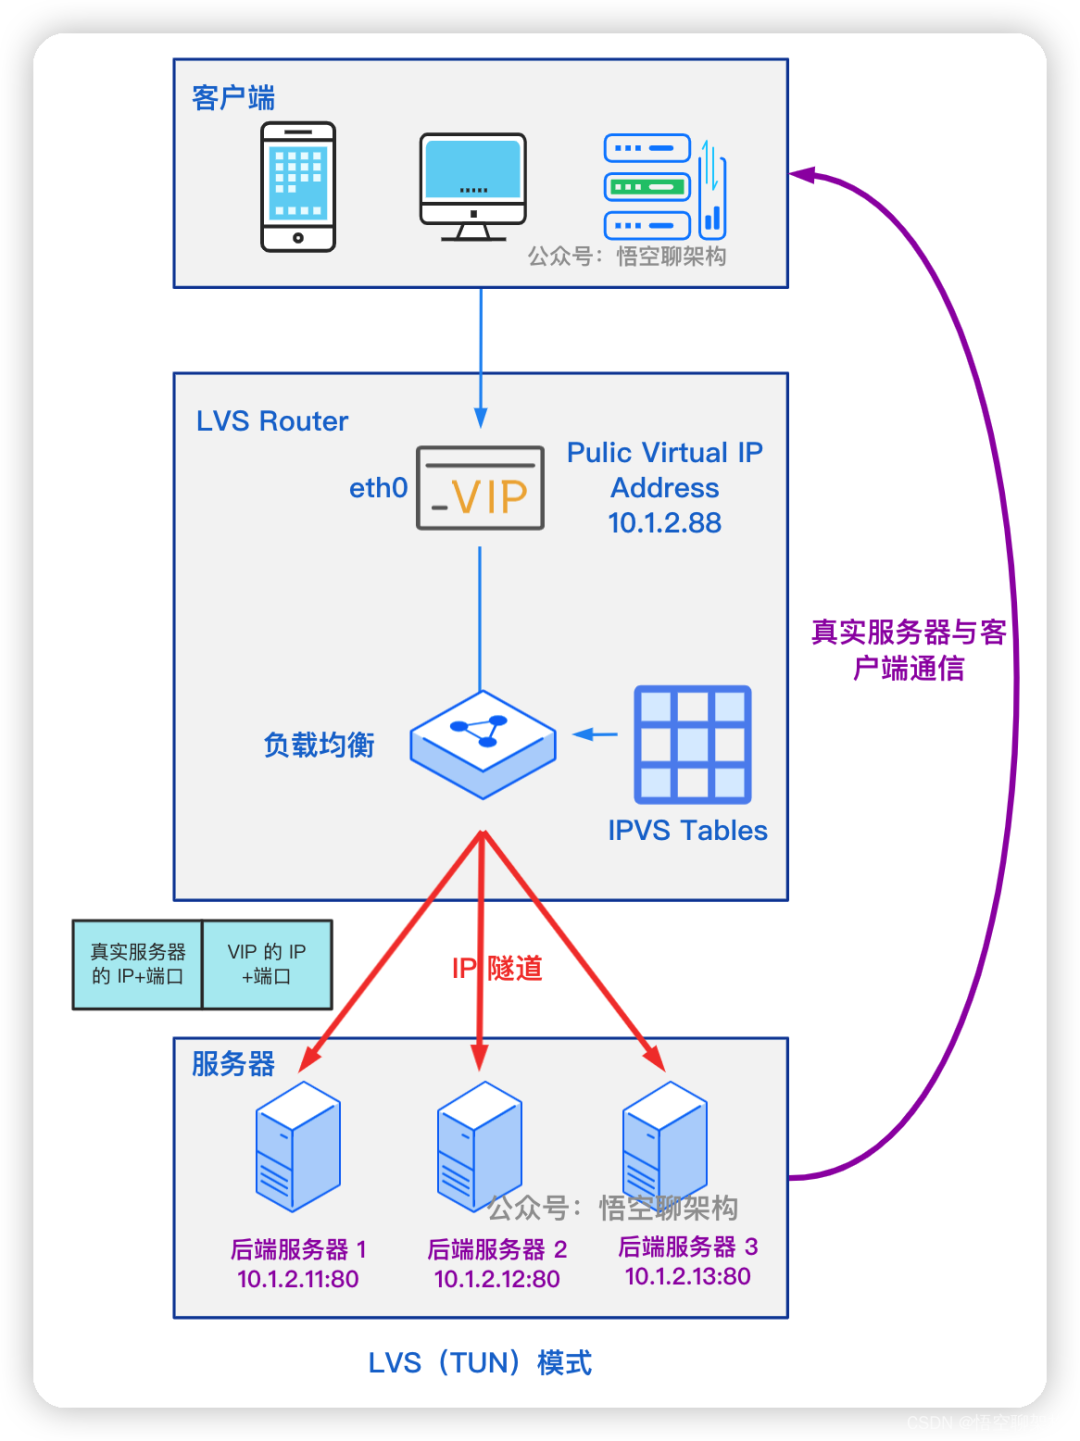 客户端
公众号：悟空聊架构
LVS Router
eth0
VIP
Pulic Virtual IP
Address
10.1.2.88
真实服务器与客
户端通信
负载均衡
IPVS Tables
真实服务器
的 IP+端口
VIP 的 IP
+端口
IP 隧道
服务器
公众号：悟空聊架构
后端服务器 1
10.1.2.11:80
后端服务器 2
10.1.2.12:80
后端服务器 3
10.1.2.13:80
LVS（TUN）模式
CSDN @悟空聊